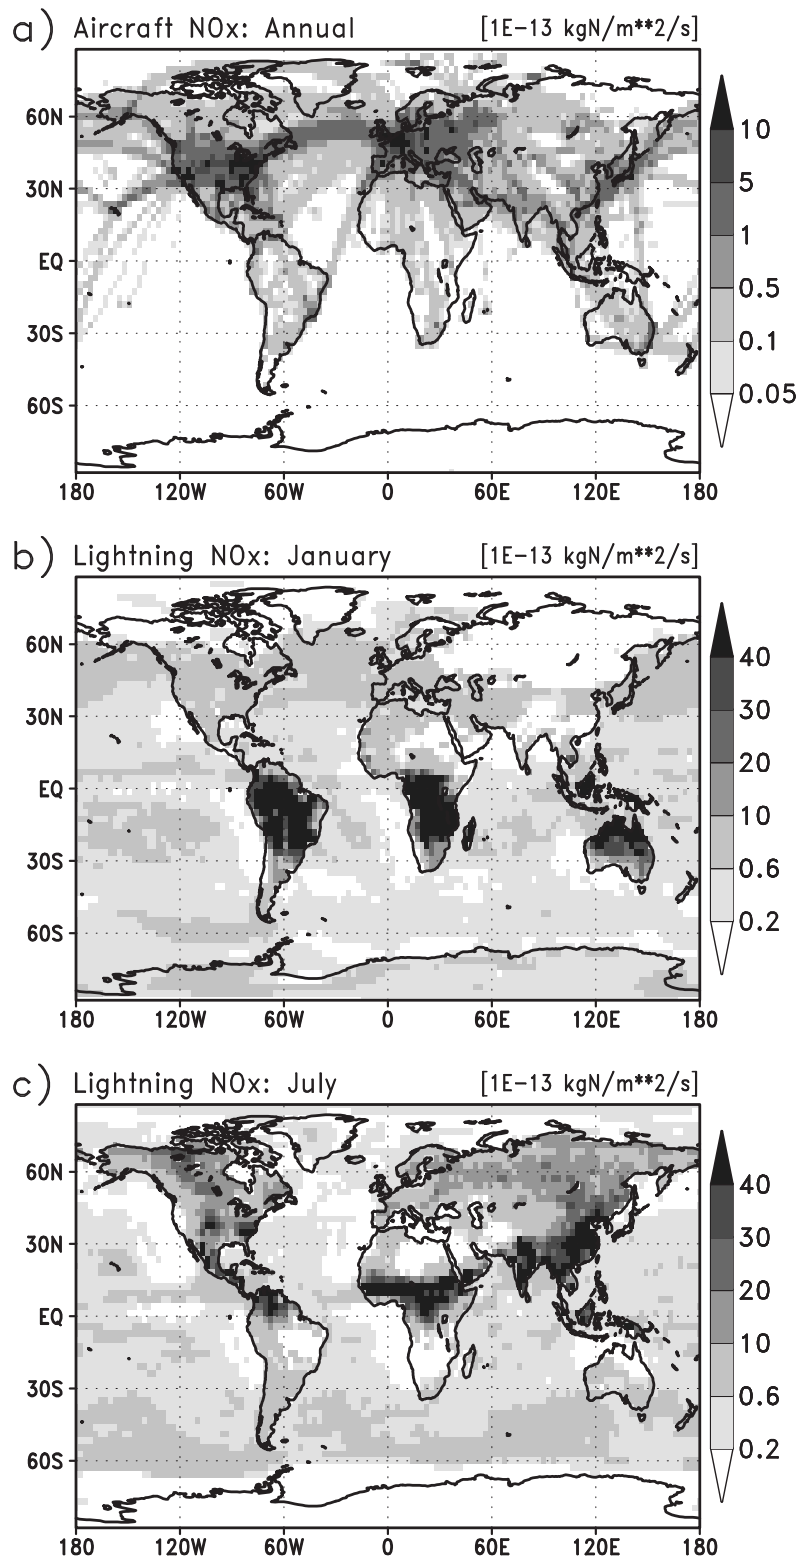 a) Aircraft NOx: Annual [1E-13 kgN/m**2/s]
60N
30N
EQ
30S
60S
180 120W 60W 0 60E 120E 180
10
5
1
0.5
0.1
0.05
b) Lightning NOx: January [1E-13 kgN/m**2/s]
60N
30N
EQ
30S
60S
180 120W 60W 0 60E 120E 180
40
30
20
10
0.6
0.2
c) Lightning NOx: July [1E-13 kgN/m**2/s]
60N
30N
EQ
30S
60S
180 120W 60W 0 60E 120E 180
40
30
20
10
0.6
0.2